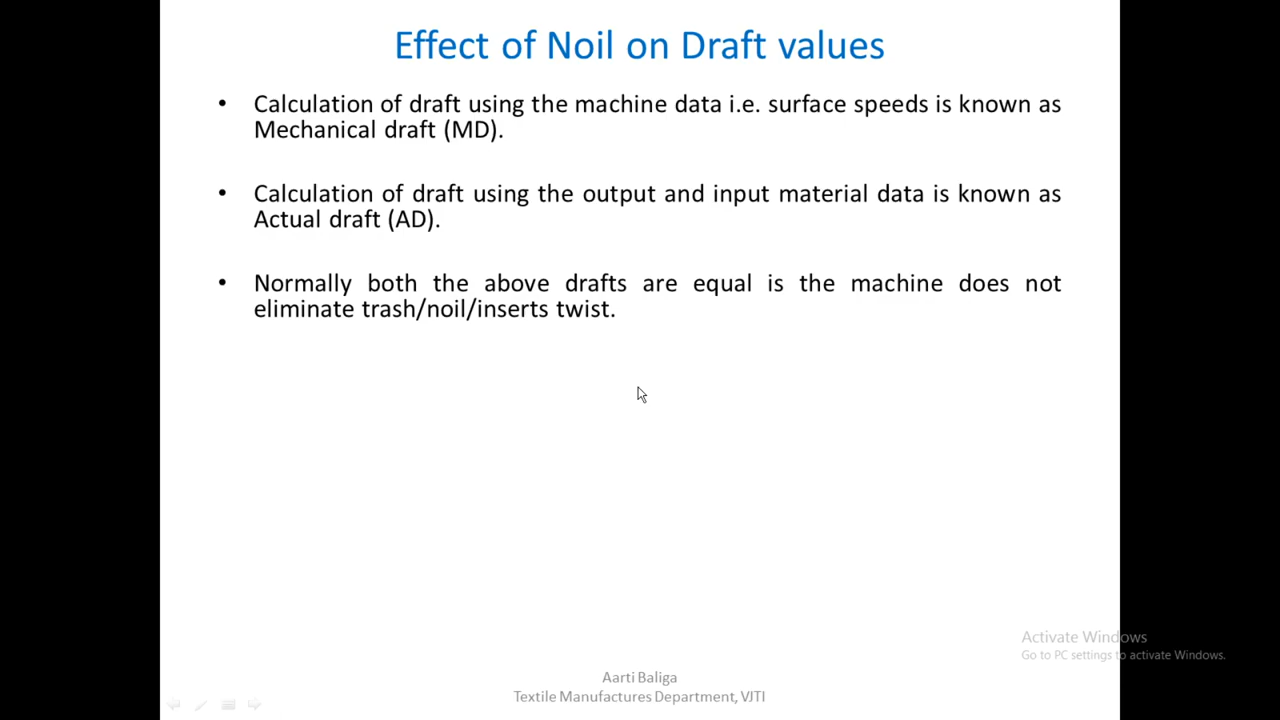 Effect of Noil on Draft values
• Calculation of draft using the machine data i.e. surface speeds is known as
Mechanical draft (MD).
• Calculation of draft using the output and input material data is known as
Actual draft (AD).
• Normally both the above drafts are equal is the machine does not
eliminate trash/noil/inserts twist.
Activate Windows
Go to PC settings to activate Windows.
Aarti Baliga
Textile Manufactures Department, VJTI